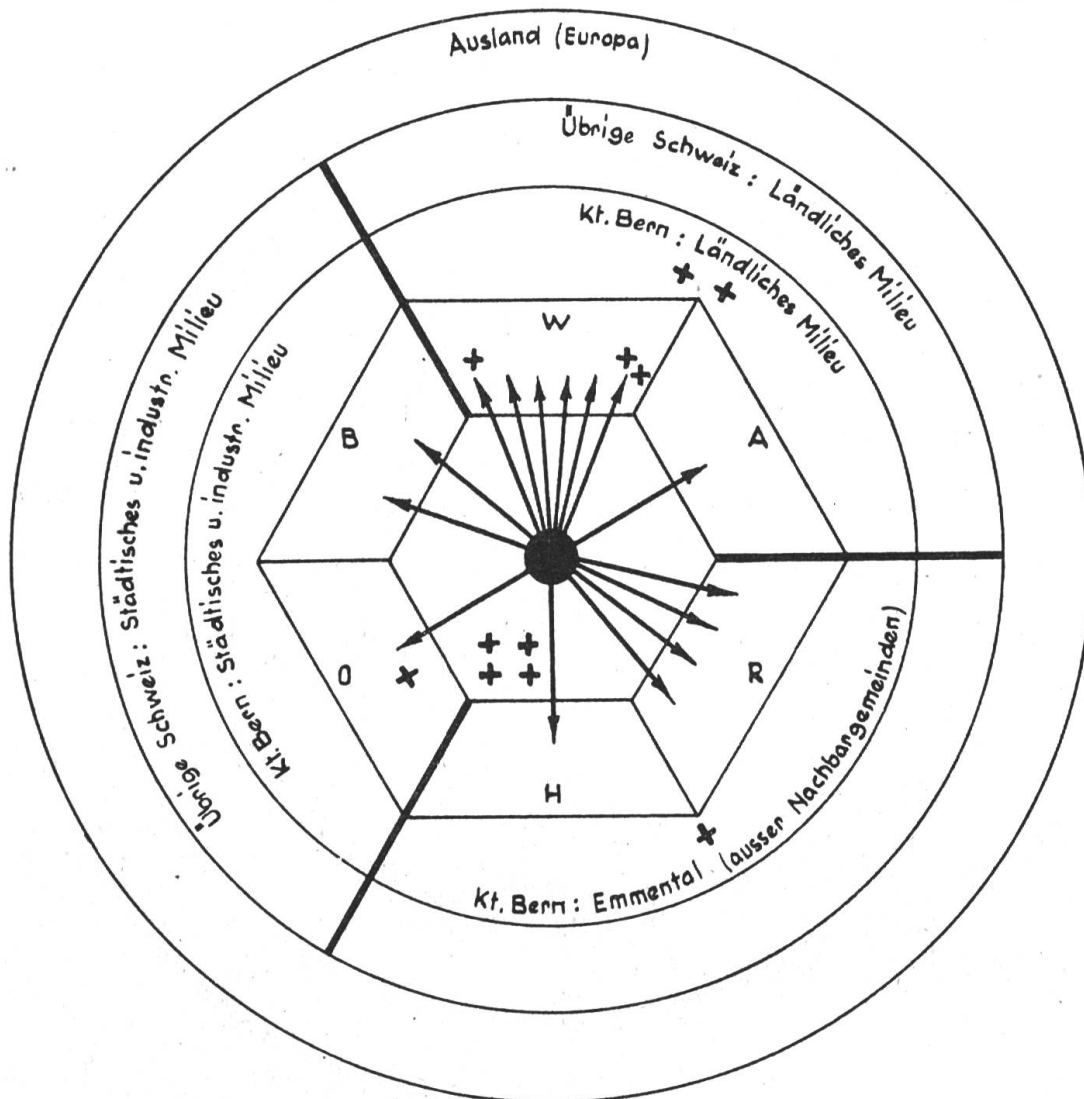 Ausland (Europa)
Übrige Schweiz: Ländliches Milieu
Kt. Bern: Ländliches Milieu
Übrige Schweiz: Städtisches u. industr. Milieu
Kt. Bern: Städtisches u. industr. Milieu
W
B
A
O
R
H
Kt. Bern: Emmental (ausser Nachbargemeinden)